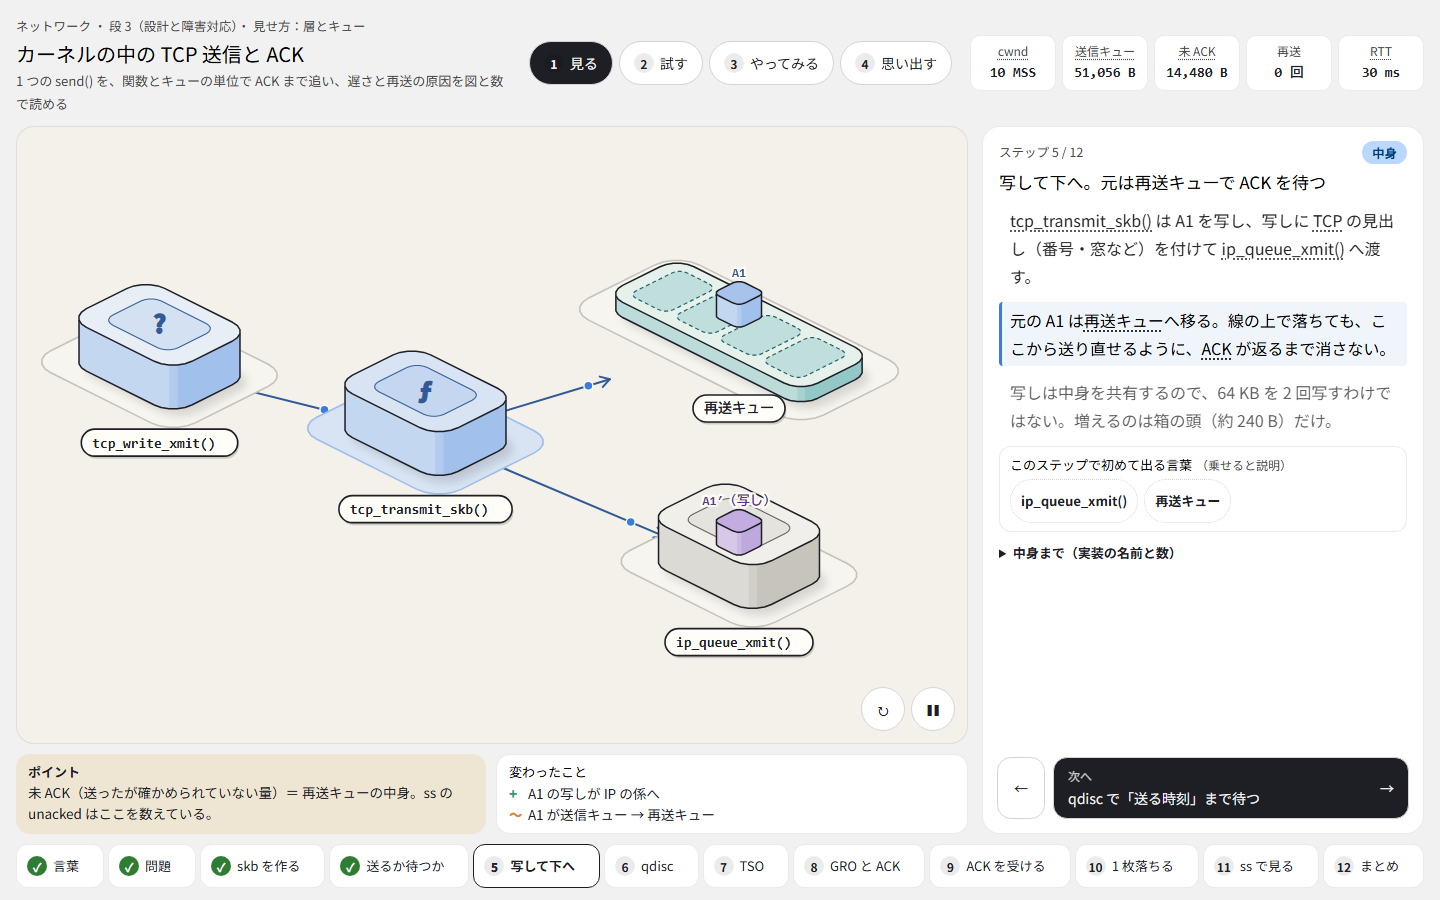 ネットワーク ・ 段 3（設計と障害対応）・ 見せ方：層とキュー
カーネルの中の TCP 送信と ACK
1 つの send() を、関数とキューの単位で ACK まで追い、遅さと再送の原因を図と数
で読める
1 見る
2 試す
3 やってみる
4 思い出す
cwnd
10 MSS
送信キュー
51,056 B
未 ACK
14,480 B
再送
0 回
RTT
30 ms
?
tcp_write_xmit()
ƒ
tcp_transmit_skb()
A1
再送キュー
A1′（写し）
ip_queue_xmit()
↻
ステップ 5 / 12
中身
写して下へ。元は再送キューで ACK を待つ
tcp_transmit_skb() は A1 を写し、写しに TCP の見出
し（番号・窓など）を付けて ip_queue_xmit() へ渡
す。
元の A1 は再送キューへ移る。線の上で落ちても、こ
こから送り直せるように、ACK が返るまで消さない。
写しは中身を共有するので、64 KB を 2 回写すわけで
はない。増えるのは箱の頭（約 240 B）だけ。
このステップで初めて出る言葉 （乗せると説明）
ip_queue_xmit()
再送キュー
▶ 中身まで（実装の名前と数）
←
次へ
qdisc で「送る時刻」まで待つ
→
ポイント
未 ACK（送ったが確かめられていない量）＝ 再送キューの中身。ss の
unacked はここを数えている。
変わったこと
+ A1 の写しが IP の係へ
～ A1 が送信キュー → 再送キュー
✓ 言葉
✓ 問題
✓ skb を作る
✓ 送るか待つか
5 写して下へ
6 qdisc
7 TSO
8 GRO と ACK
9 ACK を受ける
10 1 枚落ちる
11 ss で見る
12 まとめ